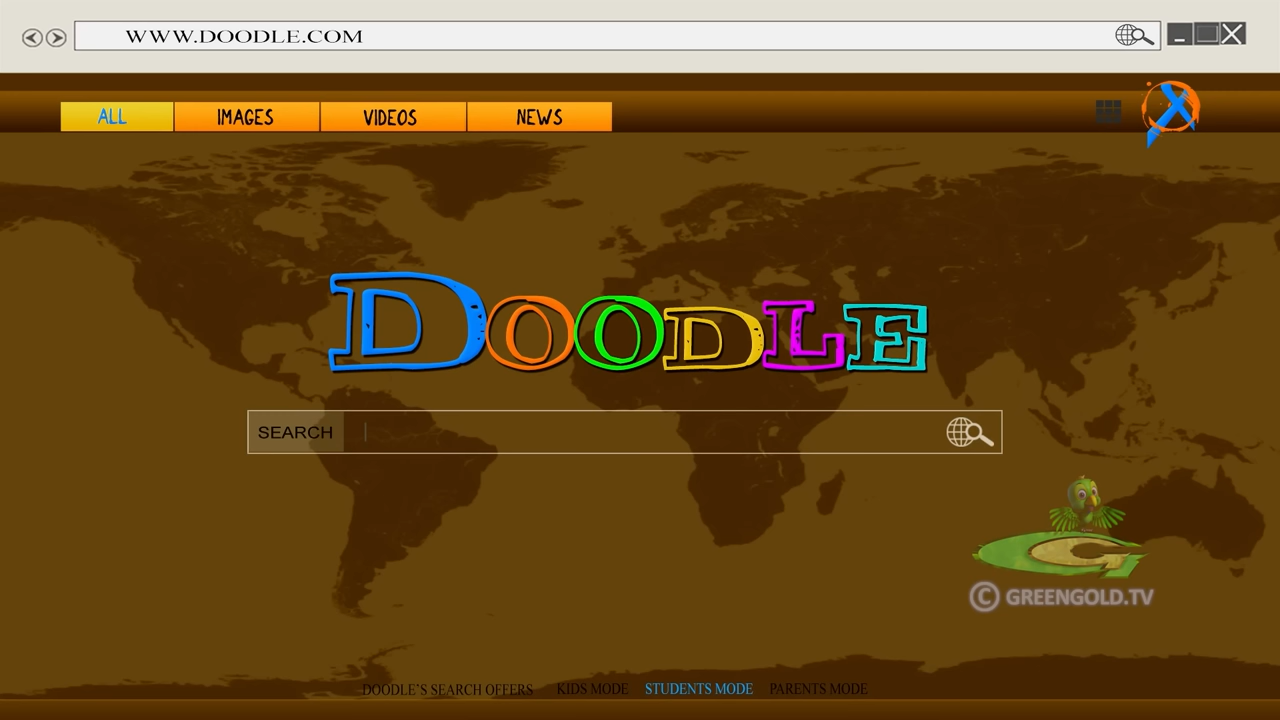 WWW.DOODLE.COM
ALL IMAGES VIDEOS NEWS
DOODLE
SEARCH
© GREENGOLD.TV
DOODLE'S SEARCH OFFERS KIDS MODE STUDENTS MODE PARENTS MODE